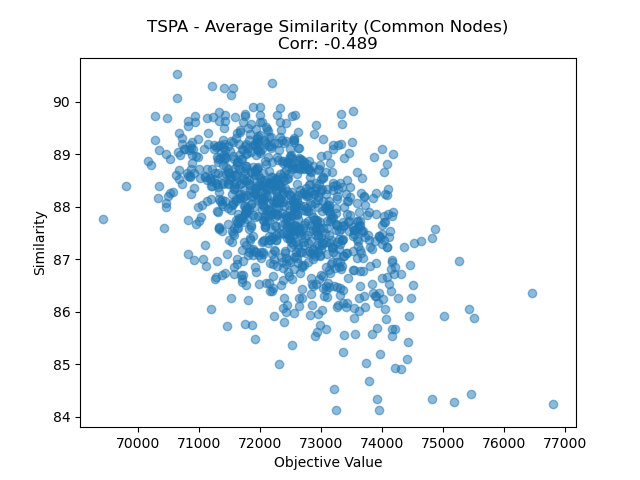 TSPA - Average Similarity (Common Nodes)
Corr: -0.489
90
89
88
87
86
85
84
Similarity
70000 71000 72000 73000 74000 75000 76000 77000
Objective Value